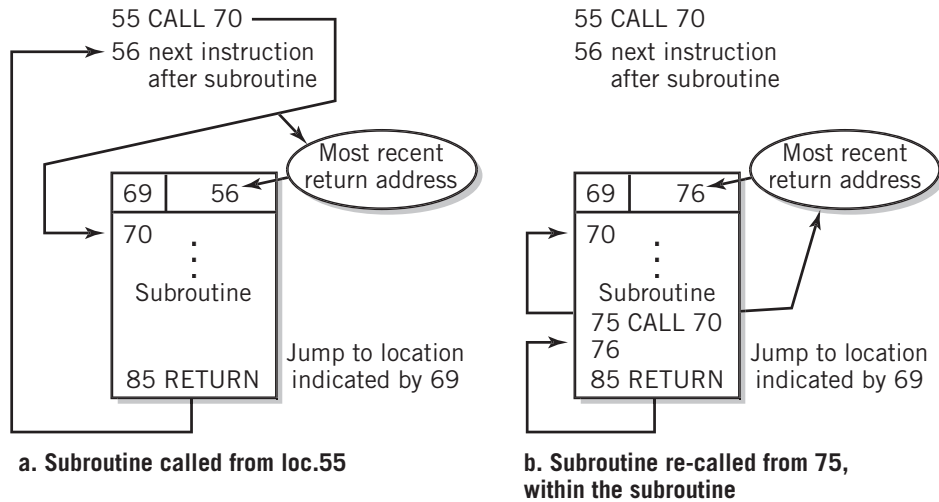 55 CALL 70
56 next instruction
after subroutine
Most recent
return address
69 56
70
.
.
.
Subroutine
85 RETURN
Jump to location
indicated by 69
a. Subroutine called from loc.55
55 CALL 70
56 next instruction
after subroutine
Most recent
return address
69 76
70
.
.
.
Subroutine
75 CALL 70
76
85 RETURN
Jump to location
indicated by 69
b. Subroutine re-called from 75,
within the subroutine